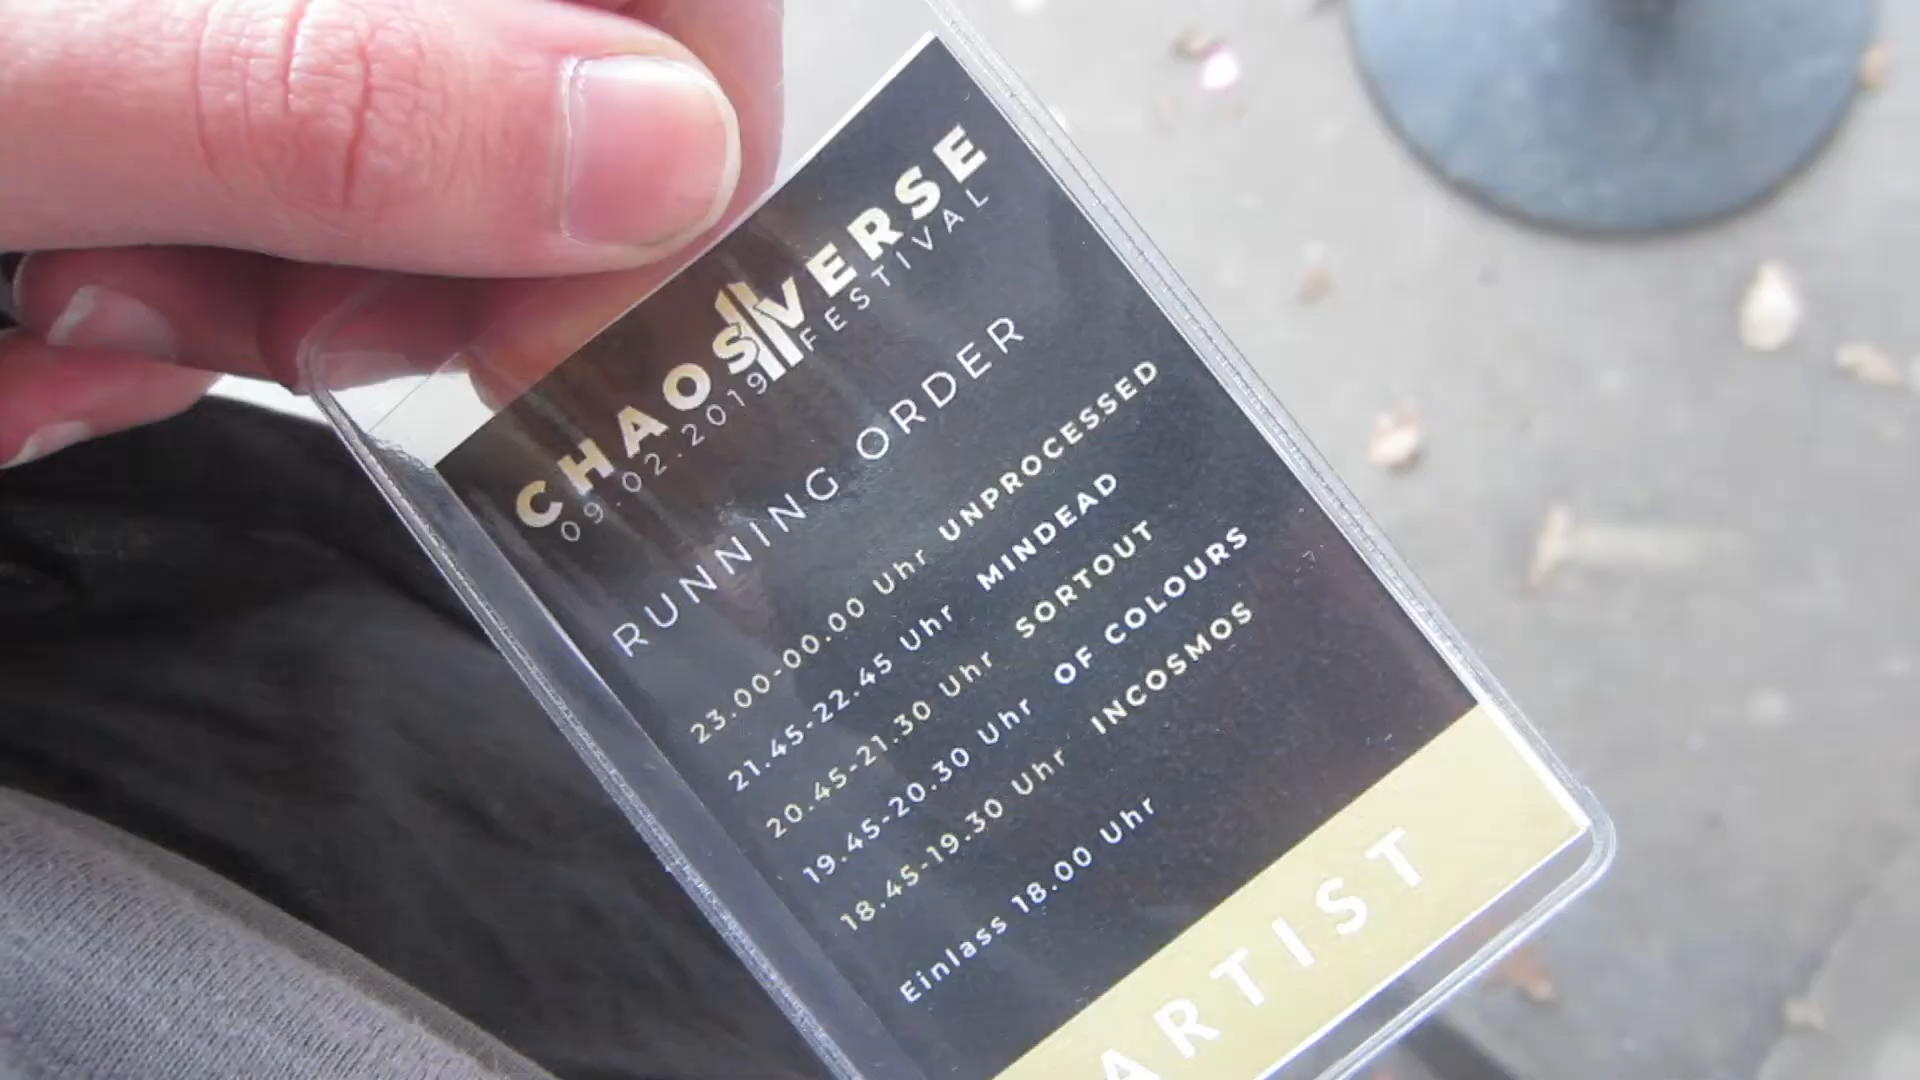 CHAOSVERSE
09.02.2019 FESTIVAL
RUNNING ORDER
23.00-00.00 Uhr UNPROCESSED
21.45-22.45 Uhr MINDEAD
20.45-21.30 Uhr SORTOUT
19.45-20.30 Uhr OF COLOURS
18.45-19.30 Uhr INCOSMOS
Einlass 18.00 Uhr
ARTIST